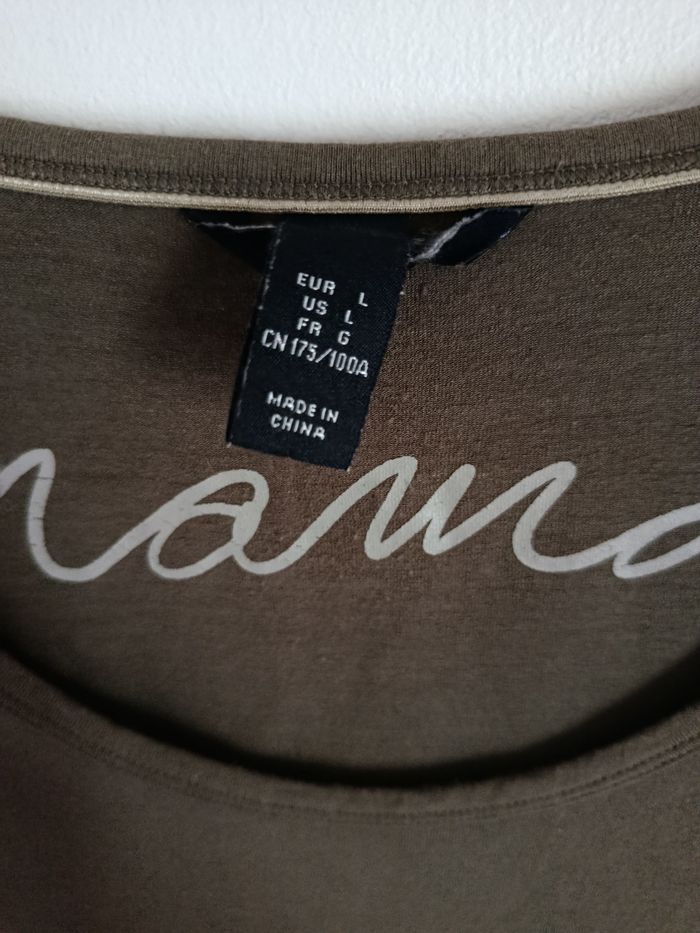 EUR L
US L
FR G
CN 175/100A
MADE IN
CHINA